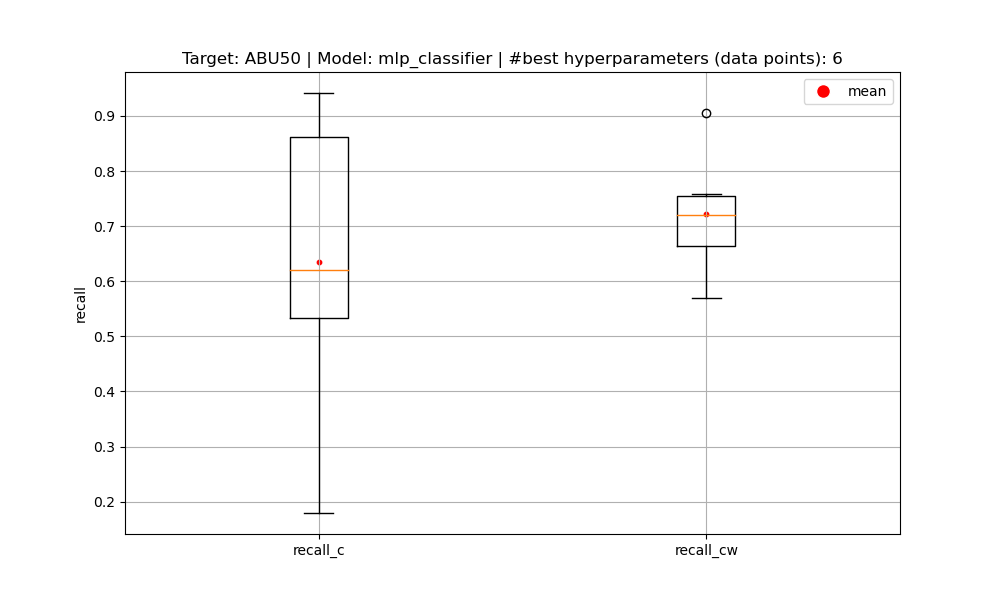 Target: ABU50 | Model: mlp_classifier | #best hyperparameters (data points): 6
mean
0.9
0.8
0.7
0.6
0.5
0.4
0.3
0.2
recall
recall_c
recall_cw